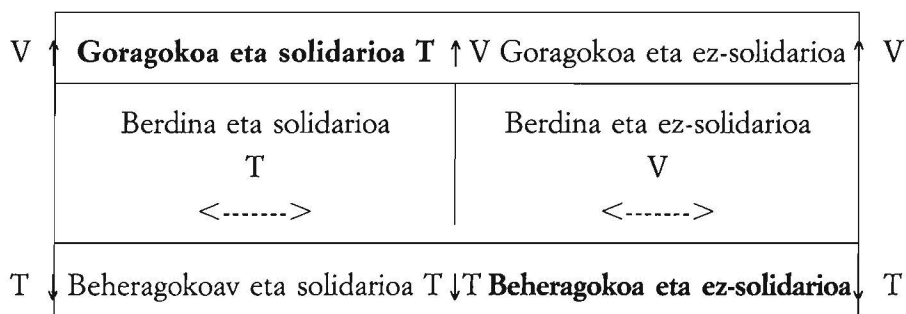 V ↑ Goragokoa eta solidarioa T ↑ V Goragokoa eta ez-solidarioa ↑ V
Berdina eta solidarioa Berdina eta ez-solidarioa
T V
<-------> <------->
T ↓ Beheragokoav eta solidarioa T ↓ T Beheragokoa eta ez-solidarioa ↓ T